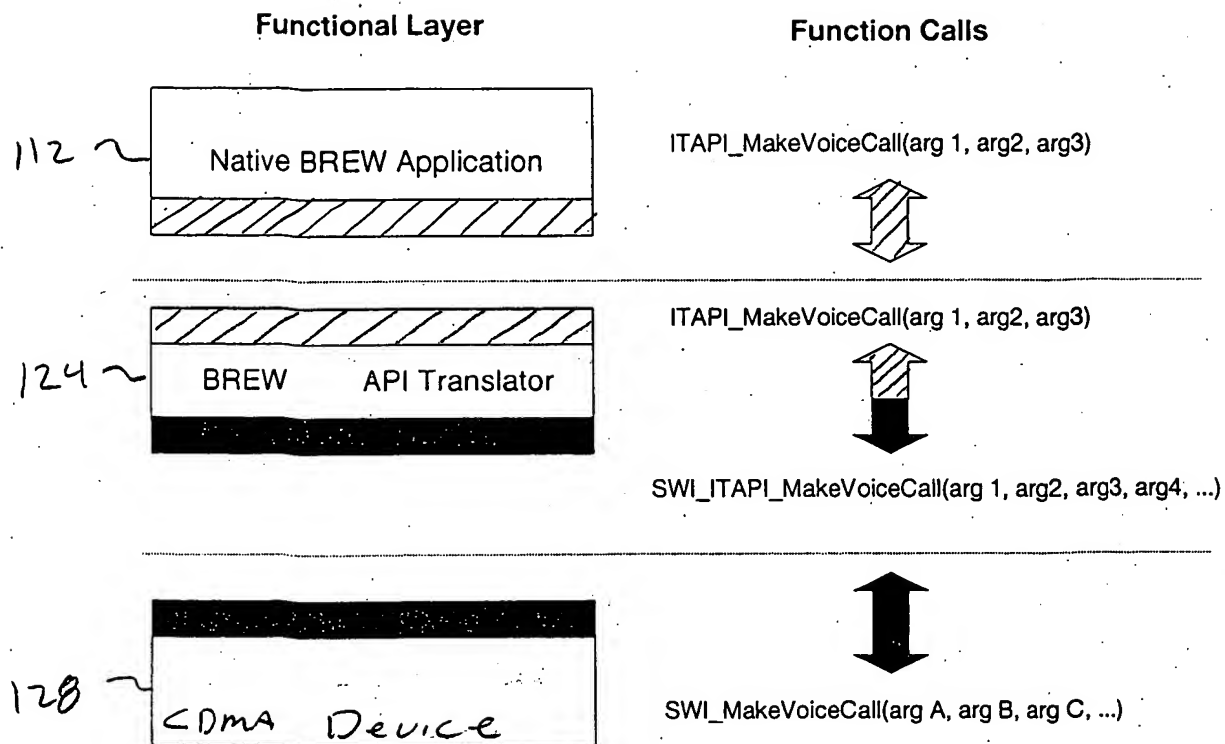 Functional Layer
Function Calls
112
Native BREW Application
ITAPI_MakeVoiceCall(arg 1, arg2, arg3)
124
BREW API Translator
ITAPI_MakeVoiceCall(arg 1, arg2, arg3)
SWI_ITAPI_MakeVoiceCall(arg 1, arg2, arg3, arg4, ...)
128
CDMA Device
SWI_MakeVoiceCall(arg A, arg B, arg C, ...)